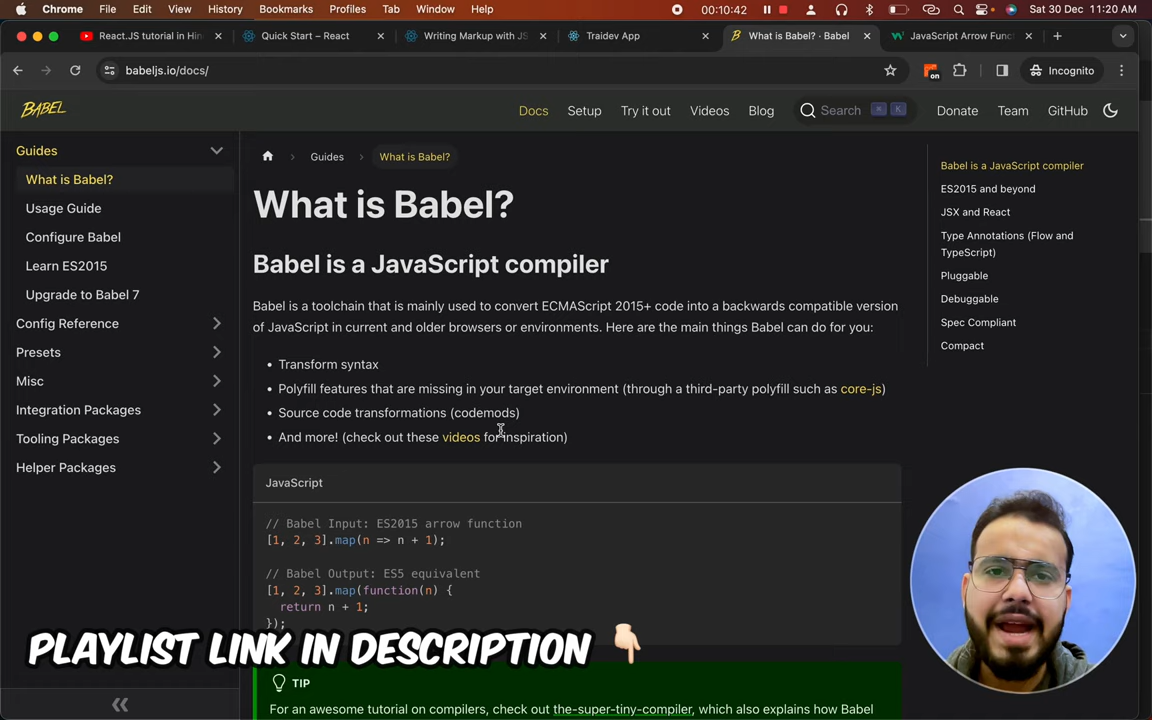 Chrome File Edit View History Bookmarks Profiles Tab Window Help 00:10:42 Sat 30 Dec 11:20 AM
React.JS tutorial in Hin Quick Start – React Writing Markup with JS Traidev App What is Babel? · Babel JavaScript Arrow Func
babeljs.io/docs/ on Incognito
BABEL Docs Setup Try it out Videos Blog Search ⌘ K Donate Team GitHub
Guides
What is Babel?
Usage Guide
Configure Babel
Learn ES2015
Upgrade to Babel 7
Config Reference
Presets
Misc
Integration Packages
Tooling Packages
Helper Packages
Guides What is Babel?
What is Babel?
Babel is a JavaScript compiler
Babel is a toolchain that is mainly used to convert ECMAScript 2015+ code into a backwards compatible version
of JavaScript in current and older browsers or environments. Here are the main things Babel can do for you:
• Transform syntax
• Polyfill features that are missing in your target environment (through a third-party polyfill such as core-js)
• Source code transformations (codemods)
• And more! (check out these videos for inspiration)
JavaScript
// Babel Input: ES2015 arrow function
[1, 2, 3].map(n => n + 1);
// Babel Output: ES5 equivalent
[1, 2, 3].map(function(n) {
return n + 1;
});
TIP
For an awesome tutorial on compilers, check out the-super-tiny-compiler, which also explains how Babel
Babel is a JavaScript compiler
ES2015 and beyond
JSX and React
Type Annotations (Flow and
TypeScript)
Pluggable
Debuggable
Spec Compliant
Compact
PLAYLIST LINK IN DESCRIPTION 👇🏻